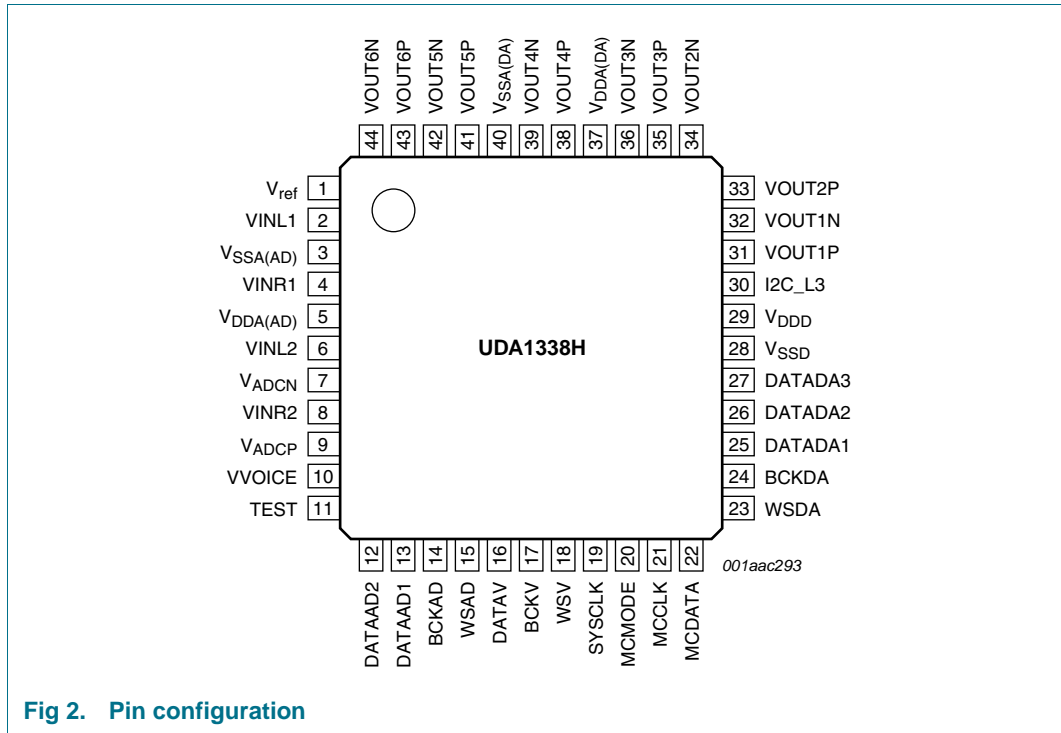 VOUT6N
VOUT6P
VOUT5N
VOUT5P
VSSA(DA)
VOUT4N
VOUT4P
VDDA(DA)
VOUT3N
VOUT3P
VOUT2N
44 43 42 41 40 39 38 37 36 35 34
Vref 1
VINL1 2
VSSA(AD) 3
VINR1 4
VDDA(AD) 5
VINL2 6
VADCN 7
VINR2 8
VADCP 9
VVOICE 10
TEST 11
UDA1338H
33 VOUT2P
32 VOUT1N
31 VOUT1P
30 I2C_L3
29 VDDD
28 VSSD
27 DATADA3
26 DATADA2
25 DATADA1
24 BCKDA
23 WSDA
12 13 14 15 16 17 18 19 20 21 22
DATAAD2
DATAAD1
BCKAD
WSAD
DATAV
BCKV
WSV
SYSCLK
MCMODE
MCCLK
MCDATA
001aac293
Fig 2. Pin configuration